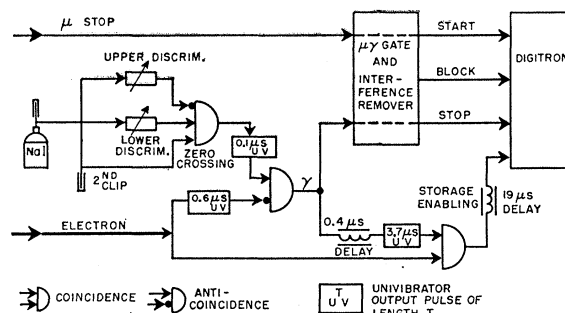 μ STOP
START
μγ GATE
AND
INTER-
FERENCE
REMOVER
DIGITRON
BLOCK
STOP
UPPER DISCRIM.
NaI
LOWER
DISCRIM.
ZERO
CROSSING
2ND
CLIP
0.1μs
UV
0.6μs
UV
γ
ELECTRON
0.4μs
DELAY
3.7μs
UV
STORAGE
ENABLING
19μs
DELAY
COINCIDENCE
ANTI-
COINCIDENCE
T
UV
UNIVIBRATOR
OUTPUT PULSE OF
LENGTH T